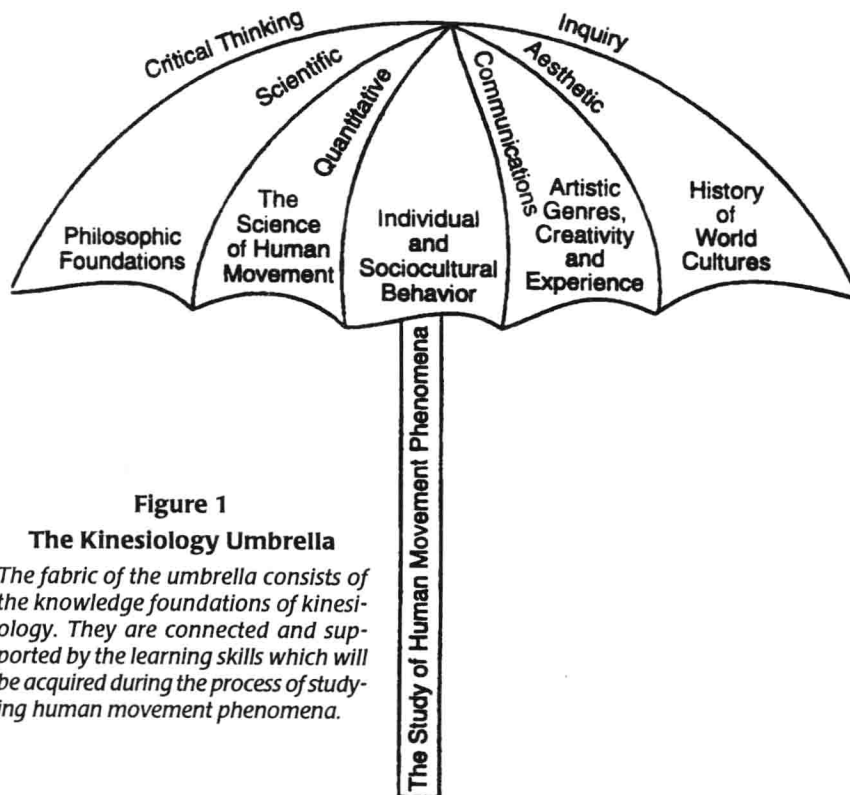 Critical Thinking
Scientific
Quantitative
Communications
Aesthetic
Inquiry
Philosophic
Foundations
The
Science
of Human
Movement
Individual
and
Sociocultural
Behavior
Artistic
Genres,
Creativity
and
Experience
History
of
World
Cultures
The Study of Human Movement Phenomena
Figure 1
The Kinesiology Umbrella
The fabric of the umbrella consists of
the knowledge foundations of kinesi-
ology. They are connected and sup-
ported by the learning skills which will
be acquired during the process of study-
ing human movement phenomena.